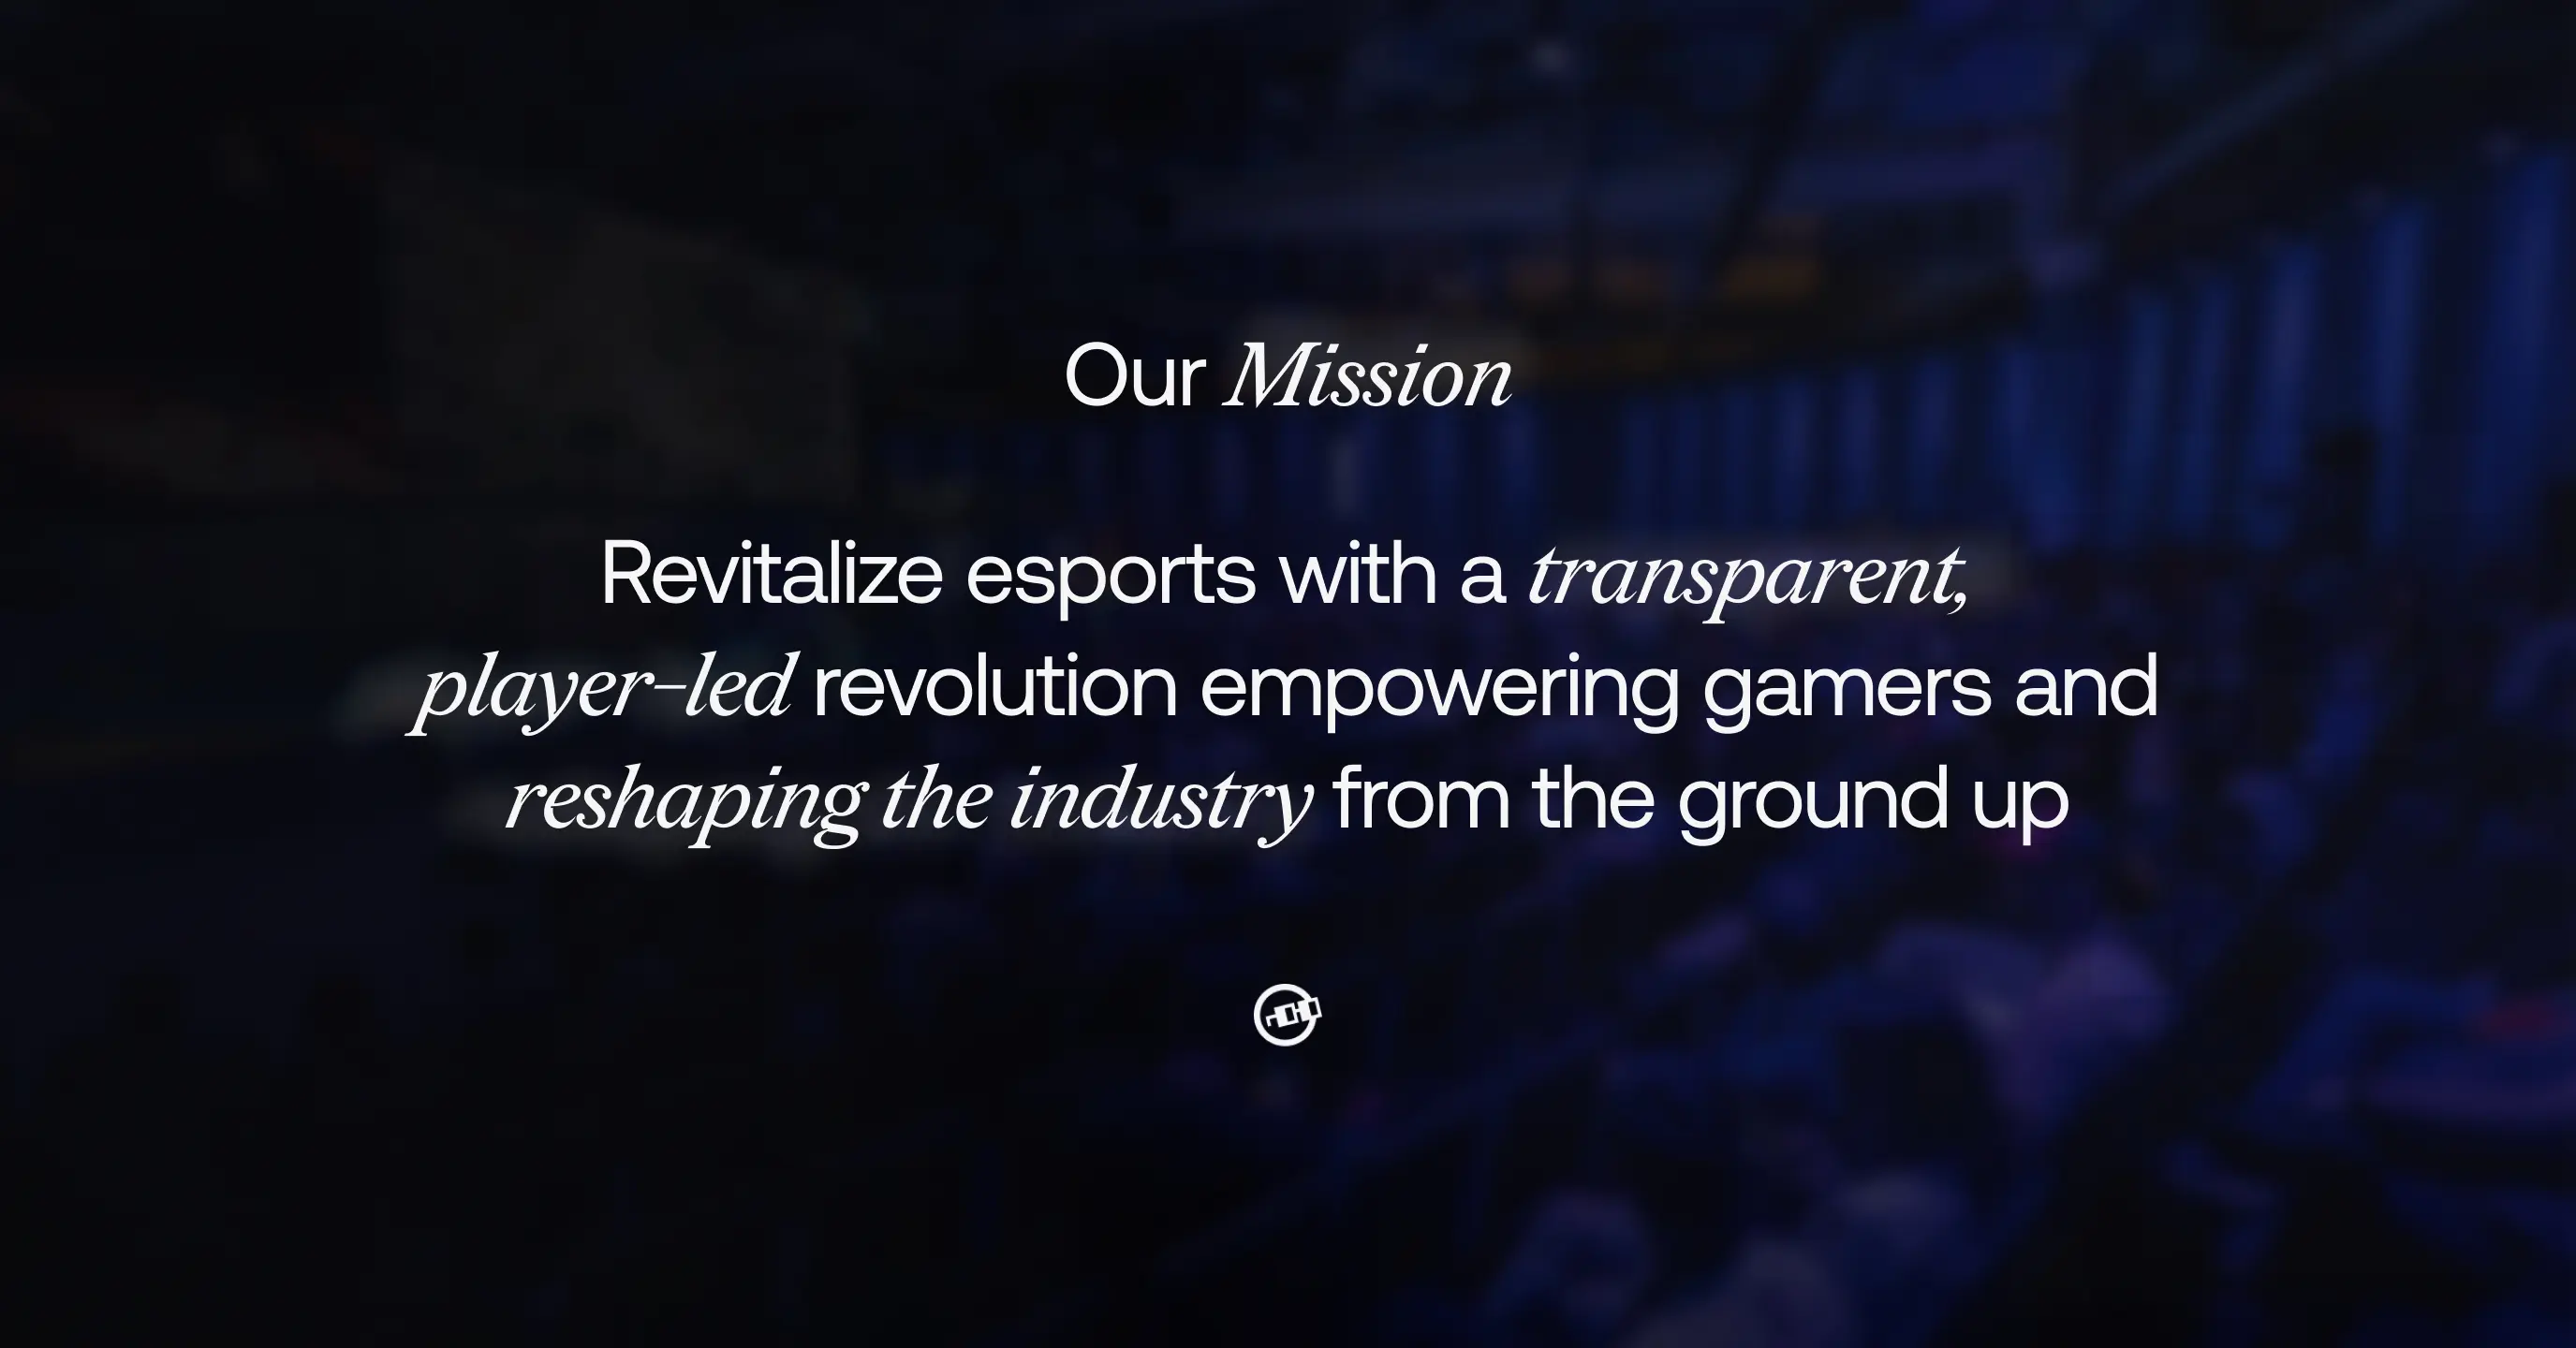 Our Mission
Revitalize esports with a transparent,
player-led revolution empowering gamers and
reshaping the industry from the ground up